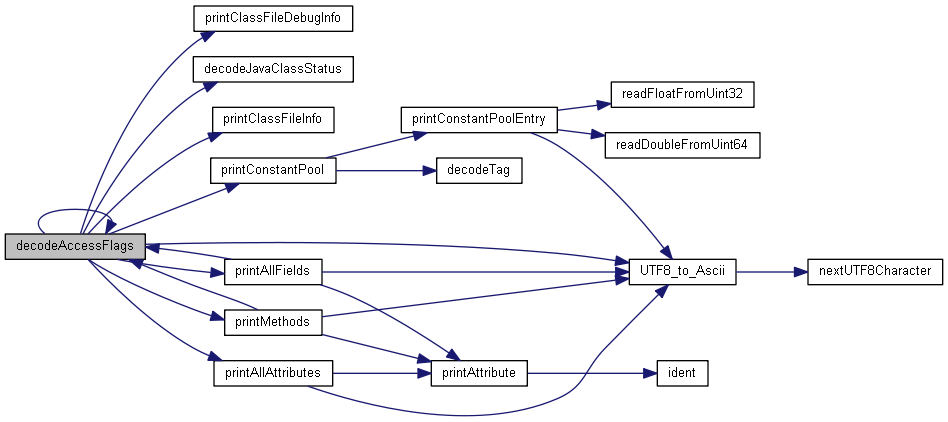 printClassFileDebugInfo
decodeJavaClassStatus
printClassFileInfo
printConstantPool
printConstantPoolEntry
readFloatFromUint32
readDoubleFromUint64
decodeTag
decodeAccessFlags
printAllFields
UTF8_to_Ascii
nextUTF8Character
printMethods
printAllAttributes
printAttribute
ident